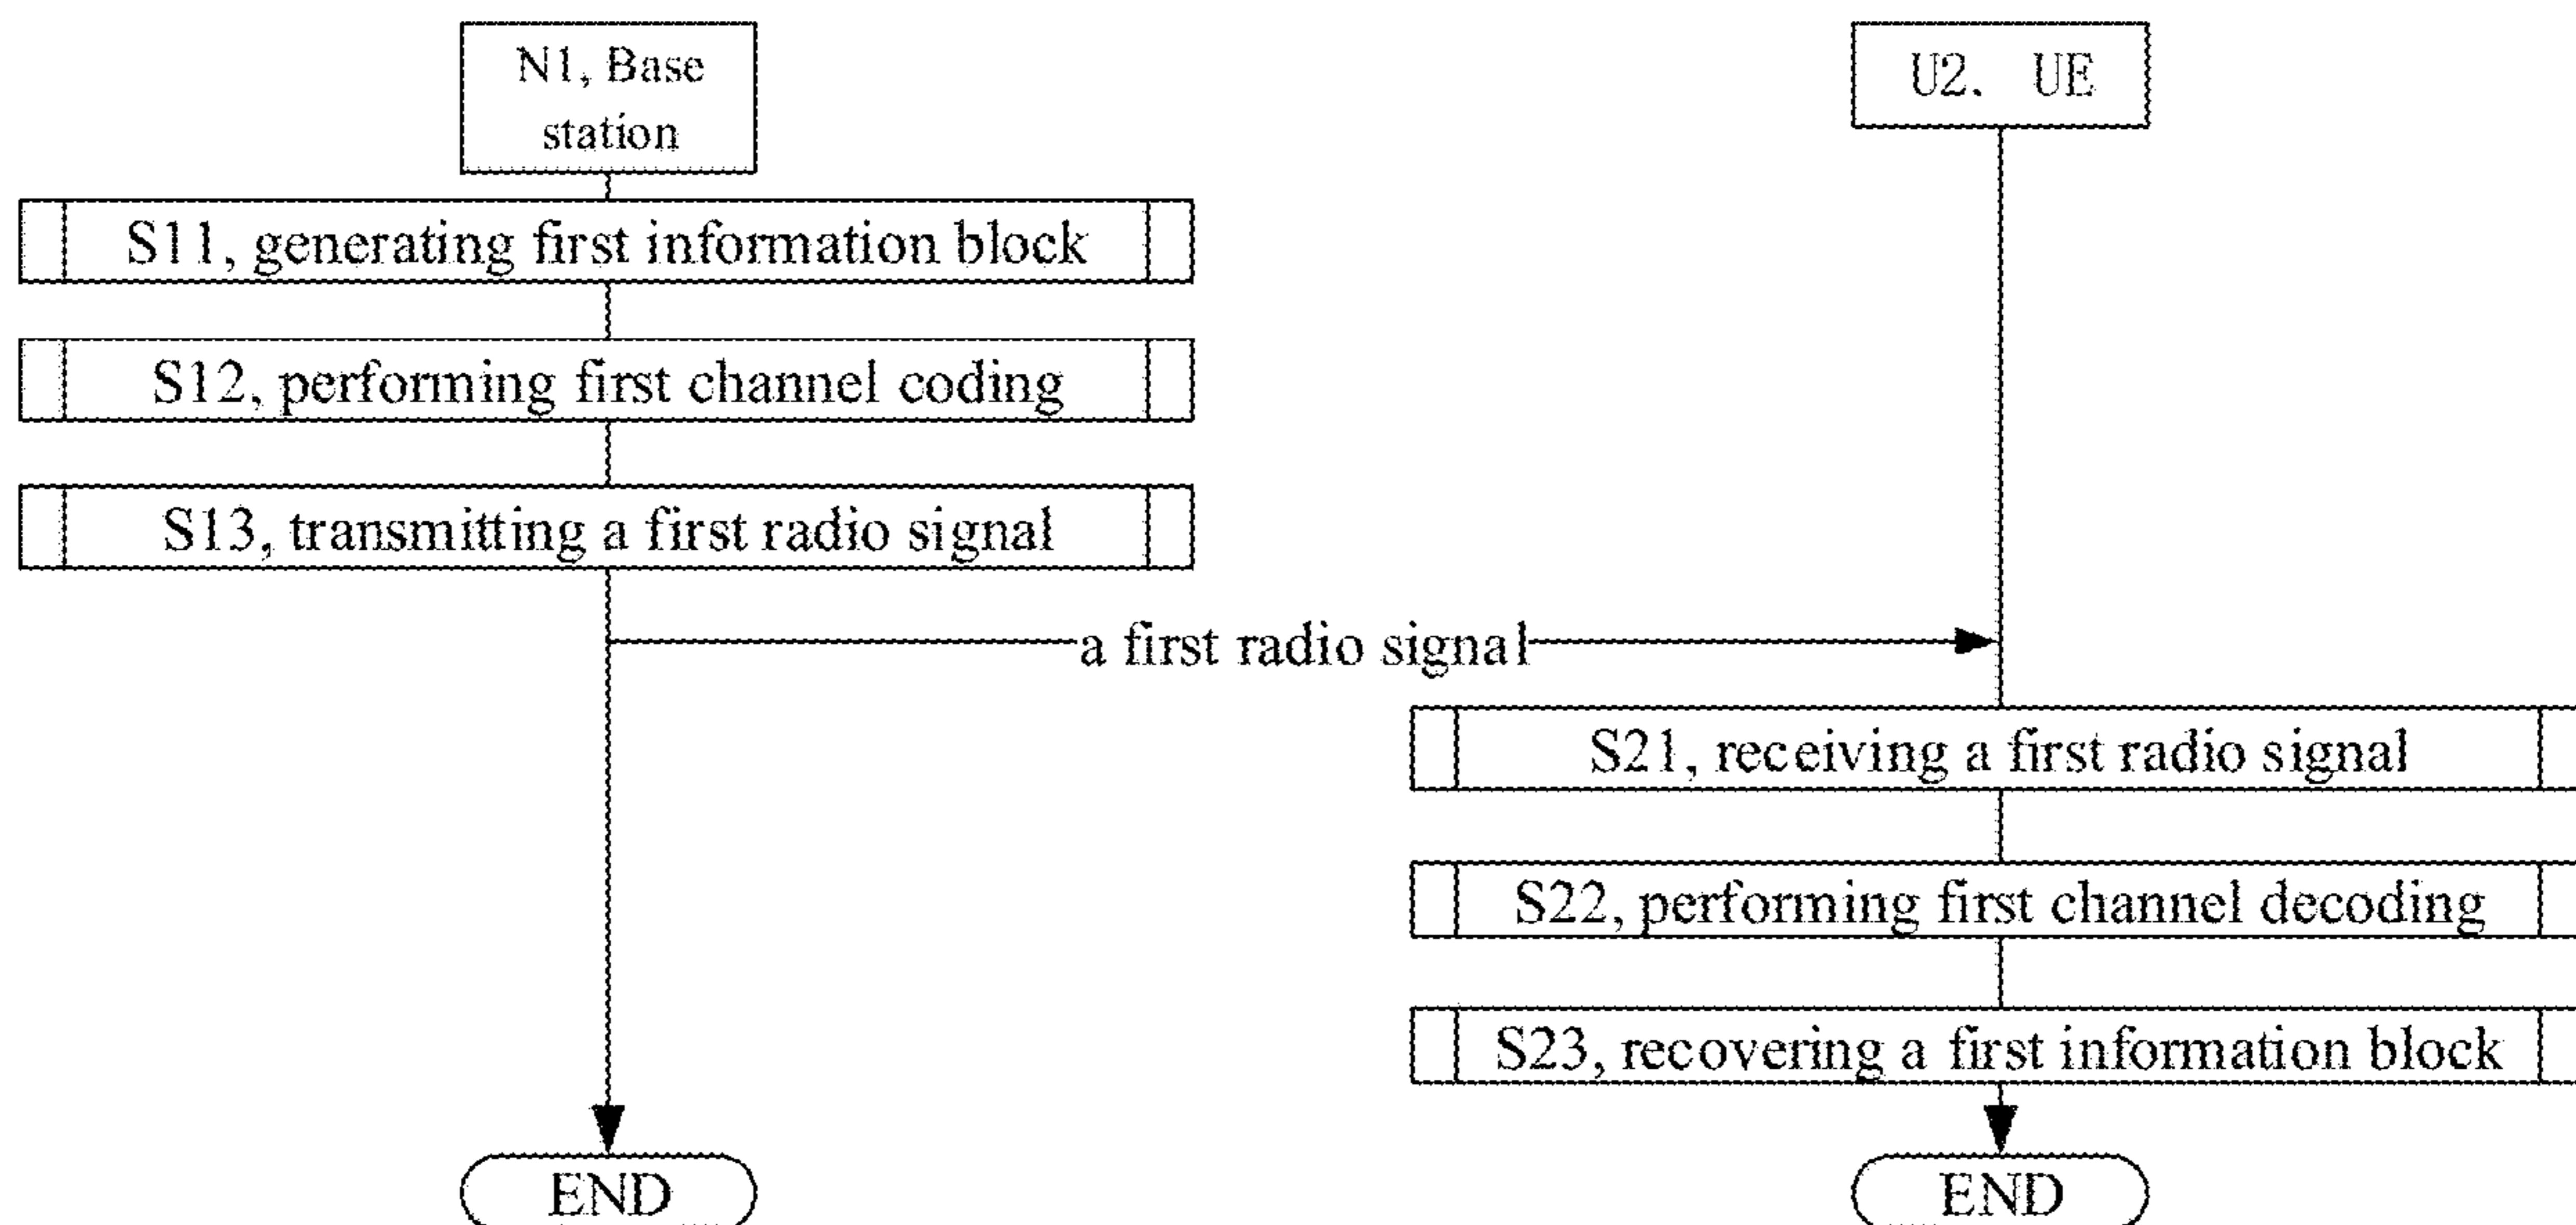 N1, Base
station
U2. UE
S11, generating first information block
S12, performing first channel coding
S13, transmitting a first radio signal
a first radio signal
S21, receiving a first radio signal
S22, performing first channel decoding
S23, recovering a first information block
END
END